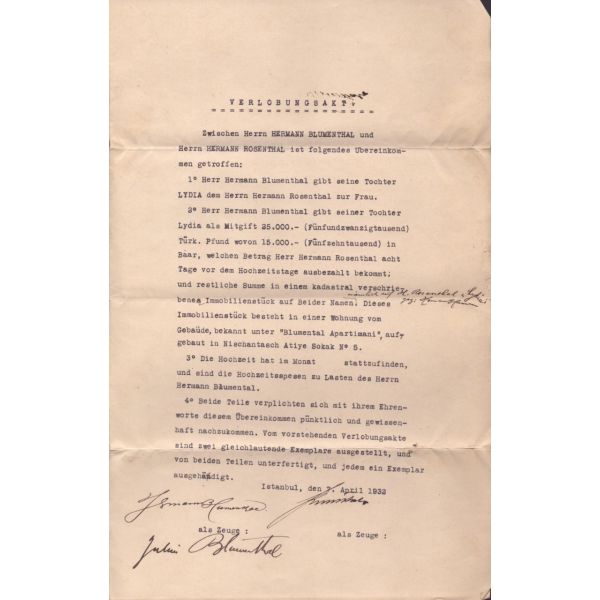 VERLOBUNGSAKT.
Zwischen Herrn HERMANN BLUMENTHAL und
Herrn HERMANN ROSENTHAL ist folgendes Übereinkom-
men getroffen:
1° Herr Hermann Blumenthal gibt seine Tochter
LYDIA dem Herrn Hermann Rosenthal zur Frau.
2° Herr Hermann Blumenthal gibt seiner Tochter
Lydia als Mitgift 25.000.- (Fünfundzwanzigtausend)
Türk. Pfund wovon 15.000.- (Fünfzehntausend) in
Baar, welchen Betrag Herr Hermann Rosenthal acht
Tage vor dem Hochzeitstage ausbezahlt bekommt;
und restliche Summe in einem kadastral verschrie-
benen Immobilienstück auf Beider Namen. Dieses
Immobilienstück besteht in einer Wohnung vom
Gebäude, bekannt unter "Blumental Apartimani", auf-
gebaut in Nischantasch Atiye Sokak N° 5.
3° Die Hochzeit hat im Monat stattzufinden,
und sind die Hochzeitsspesen zu Lasten des Herrn
Hermann Blumental.
4° Beide Teile verplichten sich mit ihrem Ehren-
worte diesem Übereinkommen pünktlich und gewissen-
haft nachzukommen. Vom vorstehenden Verlobungsakte
sind zwei gleichlautende Exemplare ausgestellt, und
von beiden Teilen unterfertigt, und jedem ein Exemplar
ausgehändigt.
Istanbul, den 7. April 1932
Hermann Blumenthal
als Zeuge : als Zeuge :
Julius Blumenthal